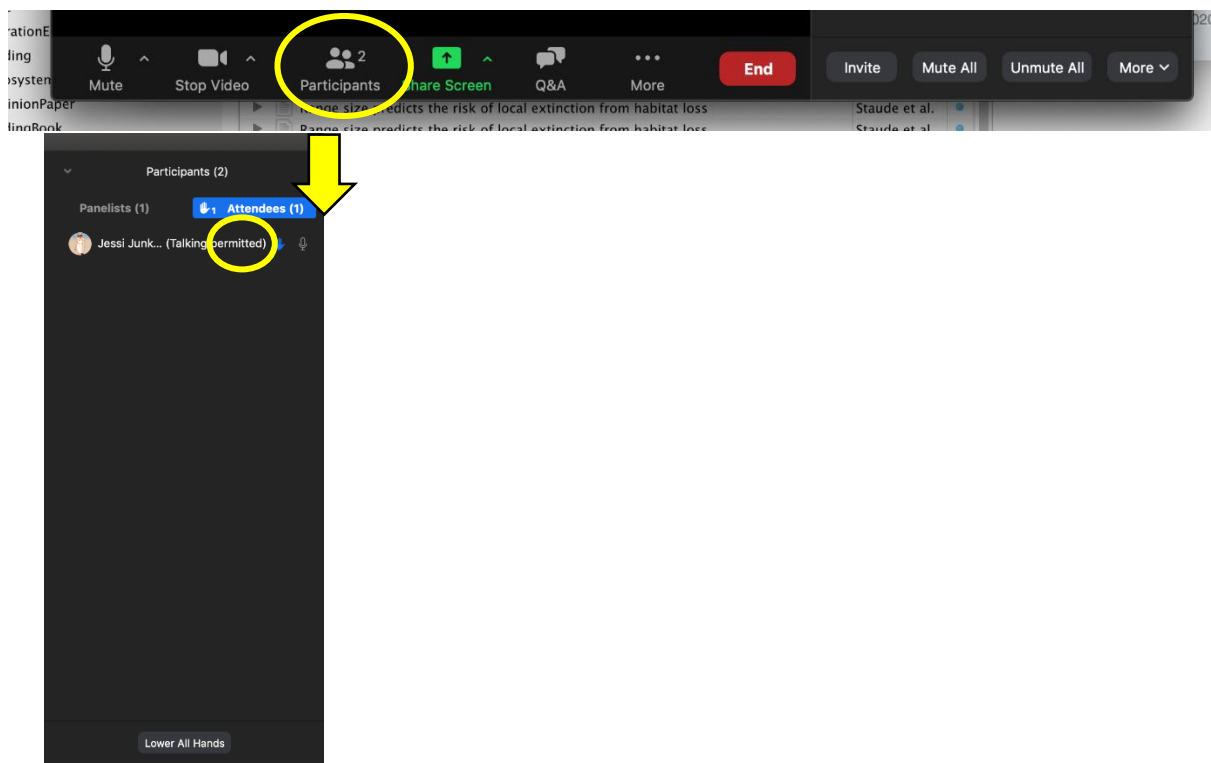 rationE
020
ding
osysten
inionPaper
dingBook
2
Mute
Stop Video
Participants
Share Screen
Q&A
More
End
Invite
Mute All
Unmute All
More
Range size predicts the risk of local extinction from habitat loss
Staude et al.
Range size predicts the risk of local extinction from habitat loss
Staude et al.
Participants (2)
Panelists (1)
1 Attendees (1)
Jessi Junk... (Talking permitted)
Lower All Hands